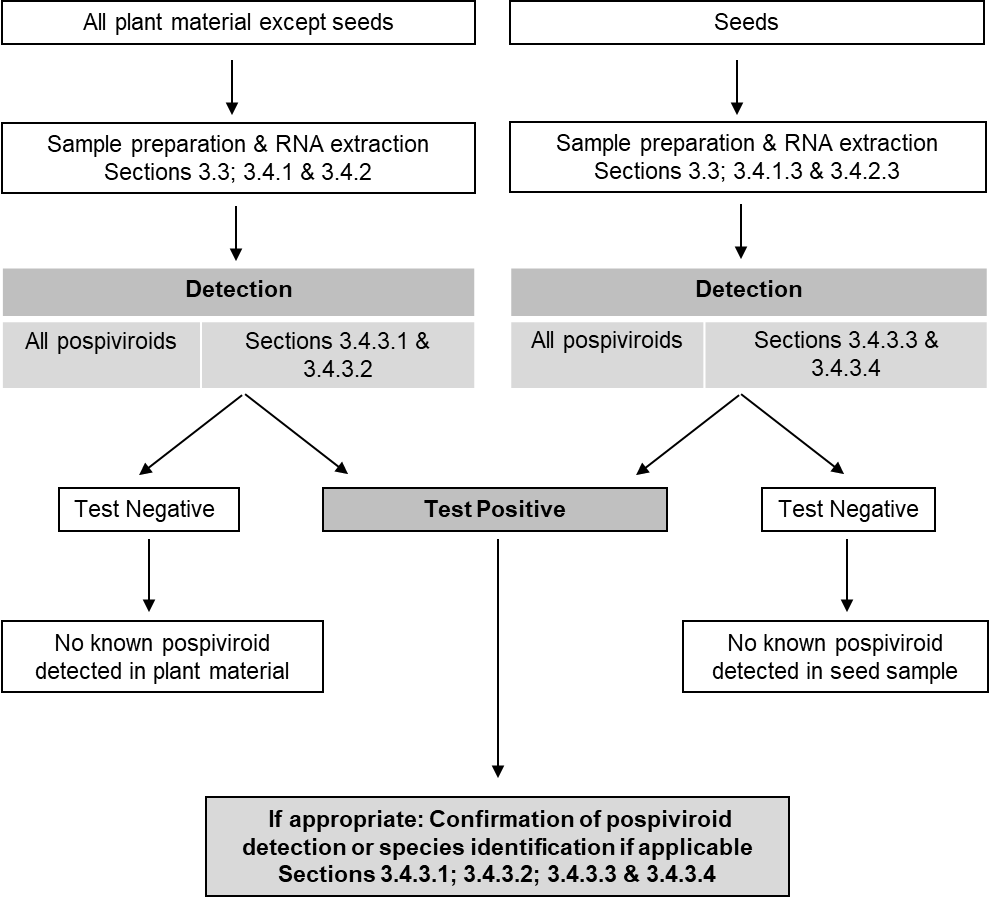 All plant material except seeds
Seeds
Sample preparation & RNA extraction
Sections 3.3; 3.4.1 & 3.4.2
Sample preparation & RNA extraction
Sections 3.3; 3.4.1.3 & 3.4.2.3
Detection
Detection
All pospiviroids
Sections 3.4.3.1 &
3.4.3.2
All pospiviroids
Sections 3.4.3.3 &
3.4.3.4
Test Negative
Test Positive
Test Negative
No known pospiviroid
detected in plant material
No known pospiviroid
detected in seed sample
If appropriate: Confirmation of pospiviroid
detection or species identification if applicable
Sections 3.4.3.1; 3.4.3.2; 3.4.3.3 & 3.4.3.4